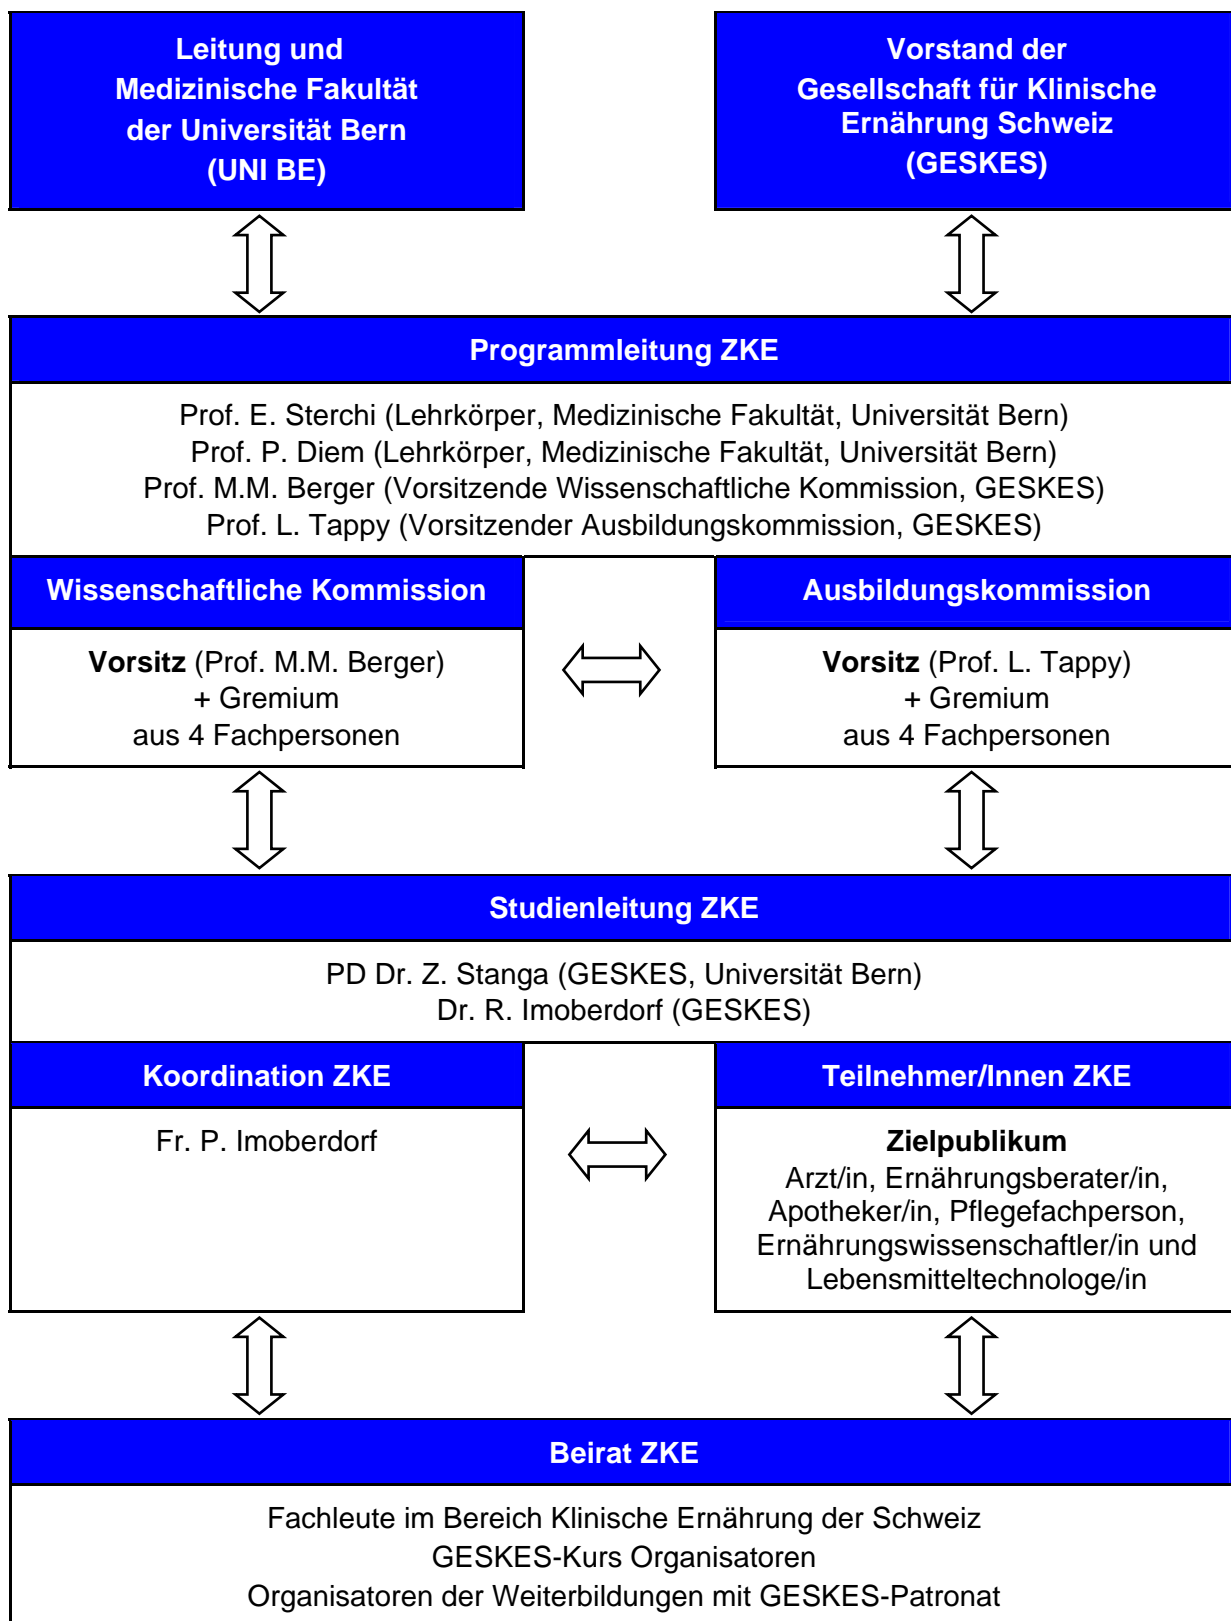 Leitung und
Medizinische Fakultät
der Universität Bern
(UNI BE)
Vorstand der
Gesellschaft für Klinische
Ernährung Schweiz
(GESKES)
Programmleitung ZKE
Prof. E. Sterchi (Lehrkörper, Medizinische Fakultät, Universität Bern)
Prof. P. Diem (Lehrkörper, Medizinische Fakultät, Universität Bern)
Prof. M.M. Berger (Vorsitzende Wissenschaftliche Kommission, GESKES)
Prof. L. Tappy (Vorsitzender Ausbildungskommission, GESKES)
Wissenschaftliche Kommission
Vorsitz (Prof. M.M. Berger)
+ Gremium
aus 4 Fachpersonen
Ausbildungskommission
Vorsitz (Prof. L. Tappy)
+ Gremium
aus 4 Fachpersonen
Studienleitung ZKE
PD Dr. Z. Stanga (GESKES, Universität Bern)
Dr. R. Imoberdorf (GESKES)
Koordination ZKE
Fr. P. Imoberdorf
Teilnehmer/Innen ZKE
Zielpublikum
Arzt/in, Ernährungsberater/in,
Apotheker/in, Pflegefachperson,
Ernährungswissenschaftler/in und
Lebensmitteltechnologe/in
Beirat ZKE
Fachleute im Bereich Klinische Ernährung der Schweiz
GESKES-Kurs Organisatoren
Organisatoren der Weiterbildungen mit GESKES-Patronat